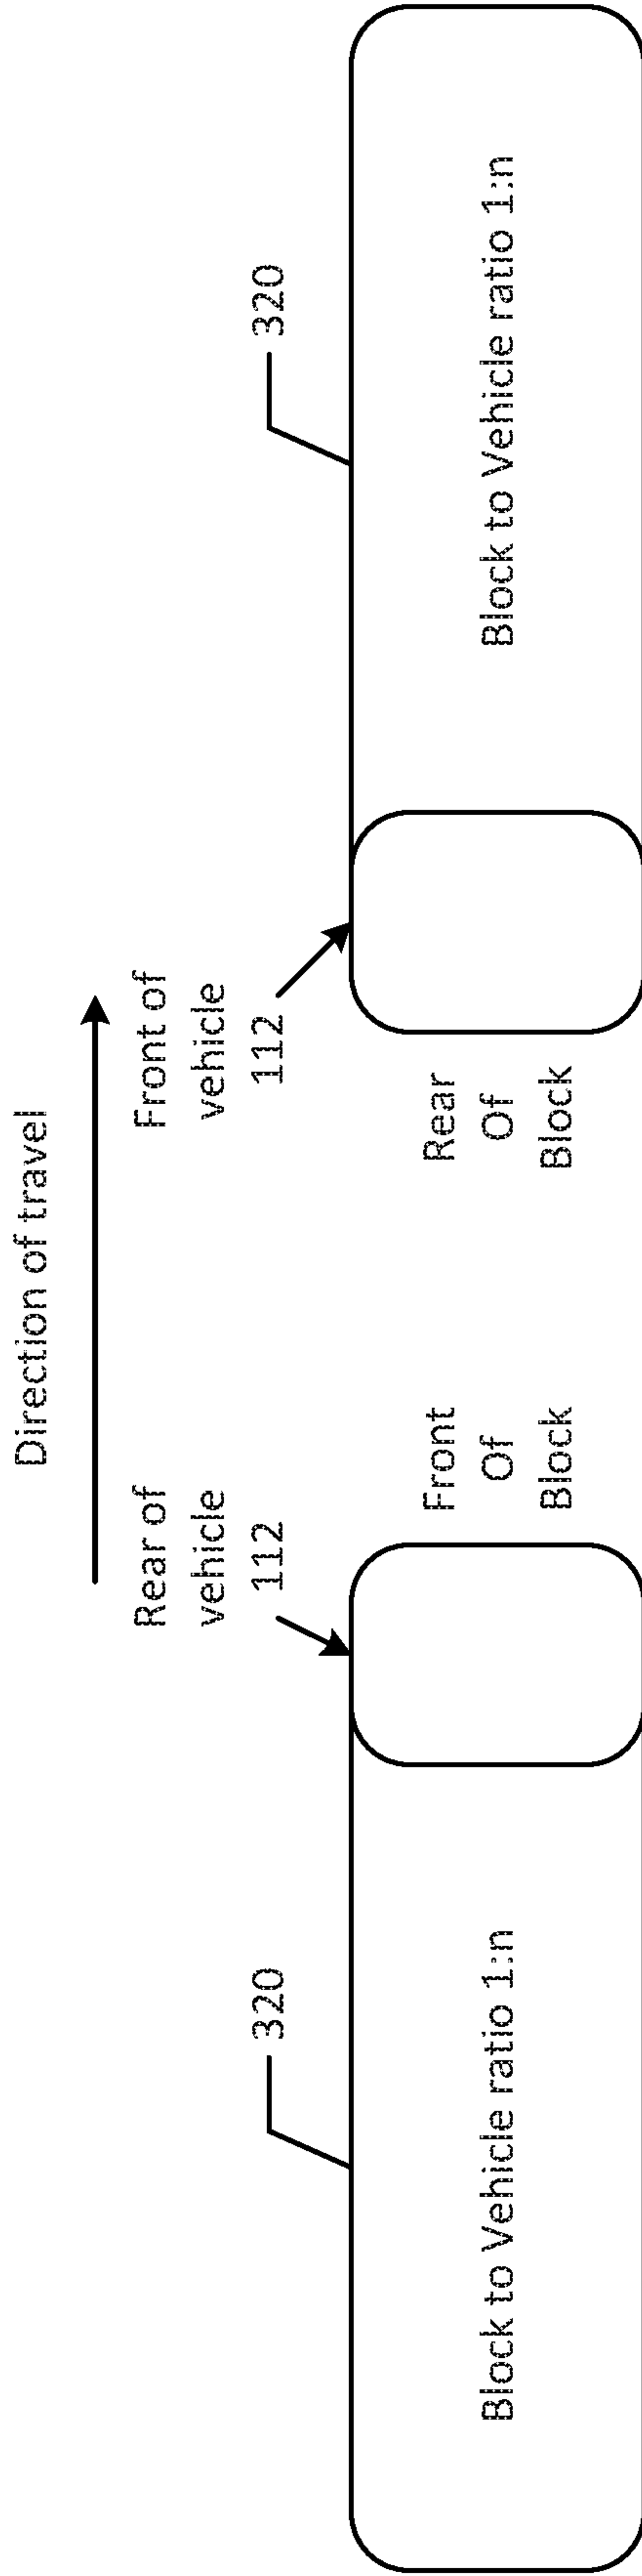 Direction of travel
Rear of
vehicle
112
Front of
vehicle
112
320
320
Front
Of
Block
Rear
Of
Block
Block to Vehicle ratio 1:n
Block to Vehicle ratio 1:n